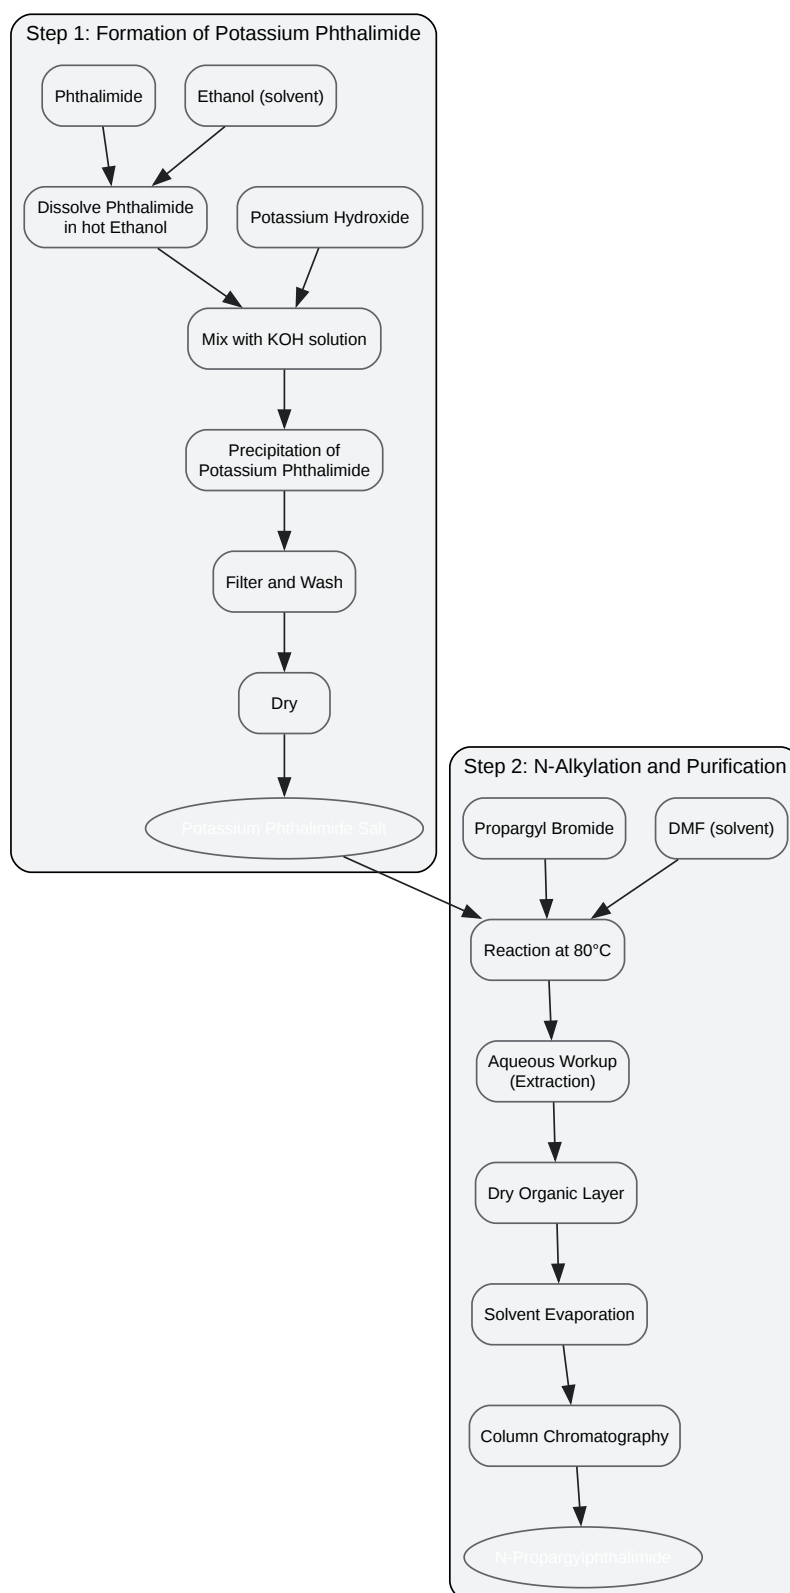 Step 1: Formation of Potassium Phthalimide
Phthalimide
Ethanol (solvent)
Dissolve Phthalimide
in hot Ethanol
Potassium Hydroxide
Mix with KOH solution
Precipitation of
Potassium Phthalimide
Filter and Wash
Dry
Potassium Phthalimide Salt
Step 2: N-Alkylation and Purification
Propargyl Bromide
DMF (solvent)
Reaction at 80°C
Aqueous Workup
(Extraction)
Dry Organic Layer
Solvent Evaporation
Column Chromatography
N-Propargylphthalimide